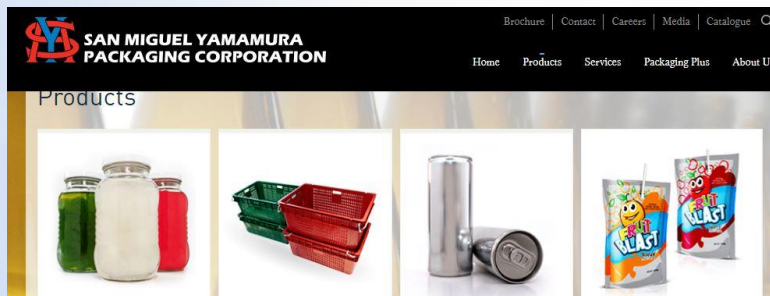 Brochure | Contact | Careers | Media | Catalogue
SAN MIGUEL YAMAMURA
PACKAGING CORPORATION
Home Products Services Packaging Plus About U
Products
FRUIT
BLAST
FRUIT
BLAST